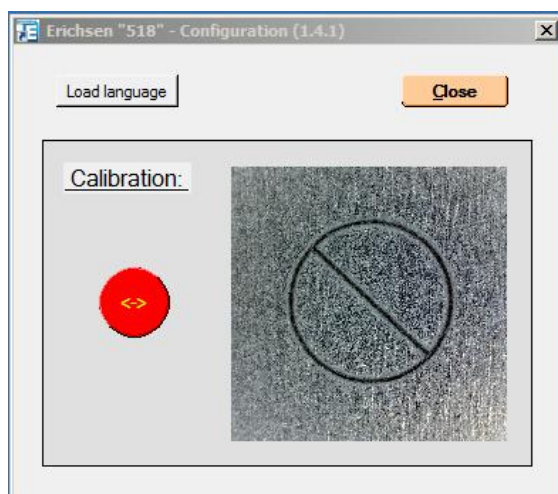 Erichsen "518" - Configuration (1.4.1)
Load language
Close
Calibration:
<->